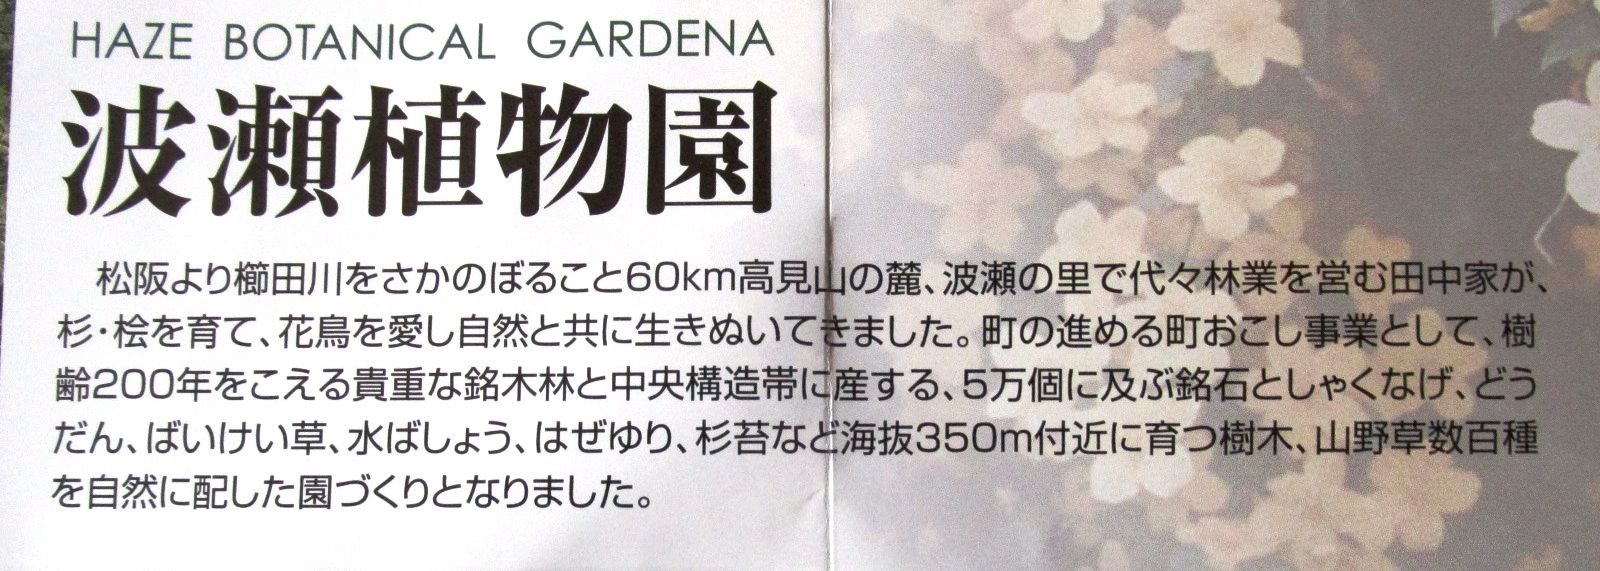 HAZE BOTANICAL GARDENA
波瀬植物園
松阪より櫛田川をさかのぼること60km高見山の麓、波瀬の里で代々林業を営む田中家が、
杉・桧を育て、花鳥を愛し自然と共に生きぬいてきました。町の進める町おこし事業として、樹
齢200年をこえる貴重な銘木林と中央構造帯に産する、5万個に及ぶ銘石としゃくなげ、どう
だん、ばいけい草、水ばしょう、はぜゆり、杉苔など海抜350m付近に育つ樹木、山野草数百種
を自然に配した園づくりとなりました。